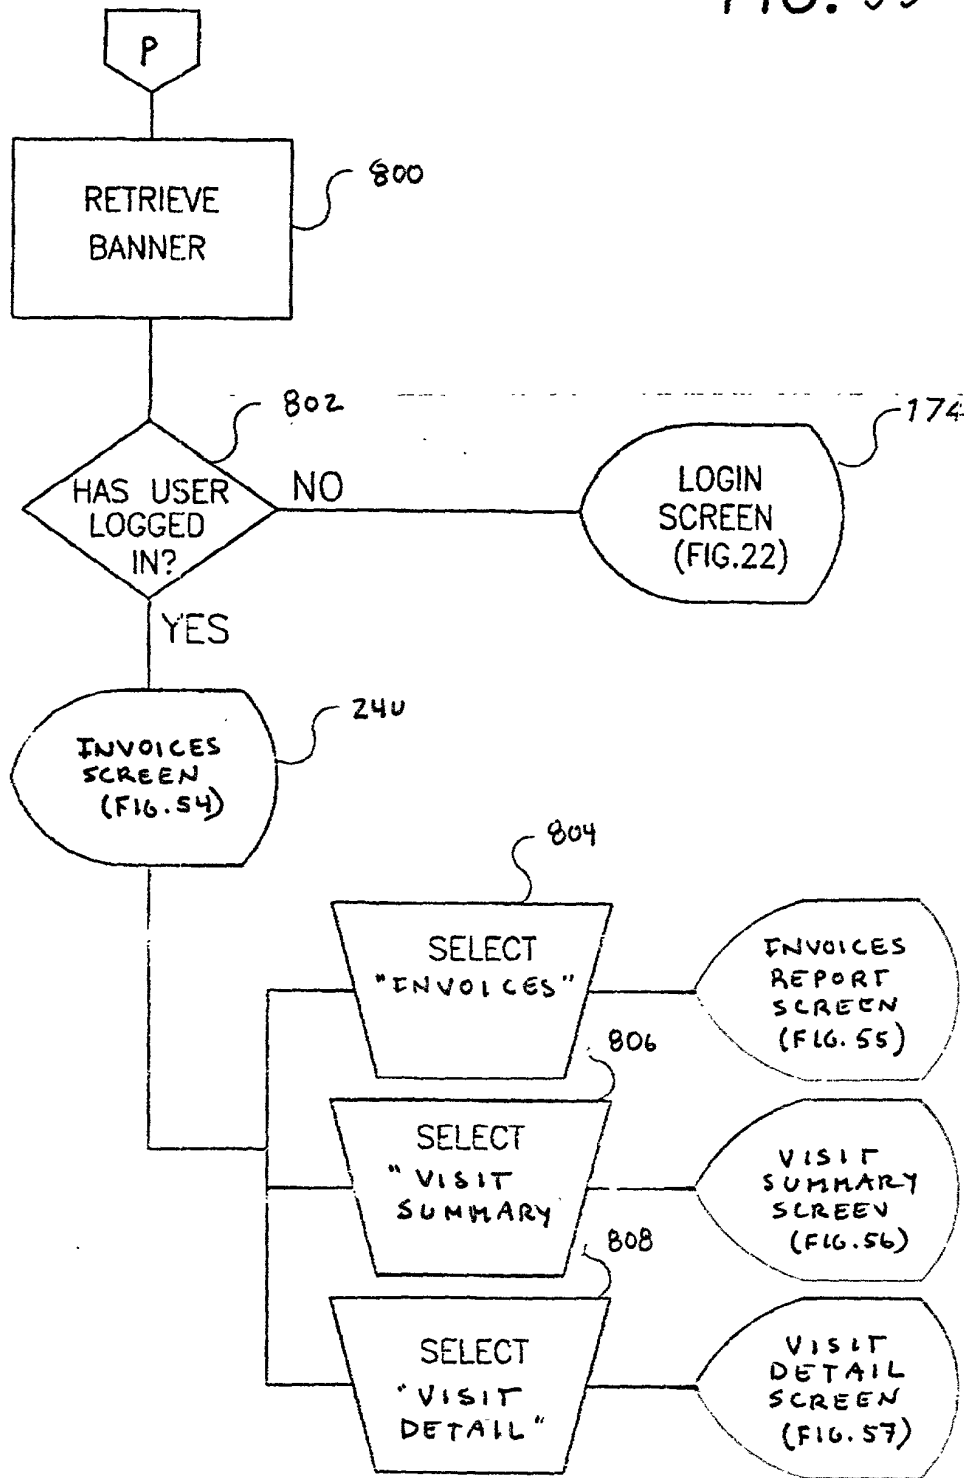 FIG. 53
P
800
RETRIEVE
BANNER
802
174
HAS USER
LOGGED
IN?
NO
LOGIN
SCREEN
(FIG.22)
YES
240
INVOICES
SCREEN
(FIG.54)
804
SELECT
"INVOICES"
INVOICES
REPORT
SCREEN
(FIG. 55)
806
SELECT
"VISIT
SUMMARY
VISIT
SUMMARY
SCREEN
(FIG.56)
808
SELECT
"VISIT
DETAIL"
VISIT
DETAIL
SCREEN
(FIG.57)